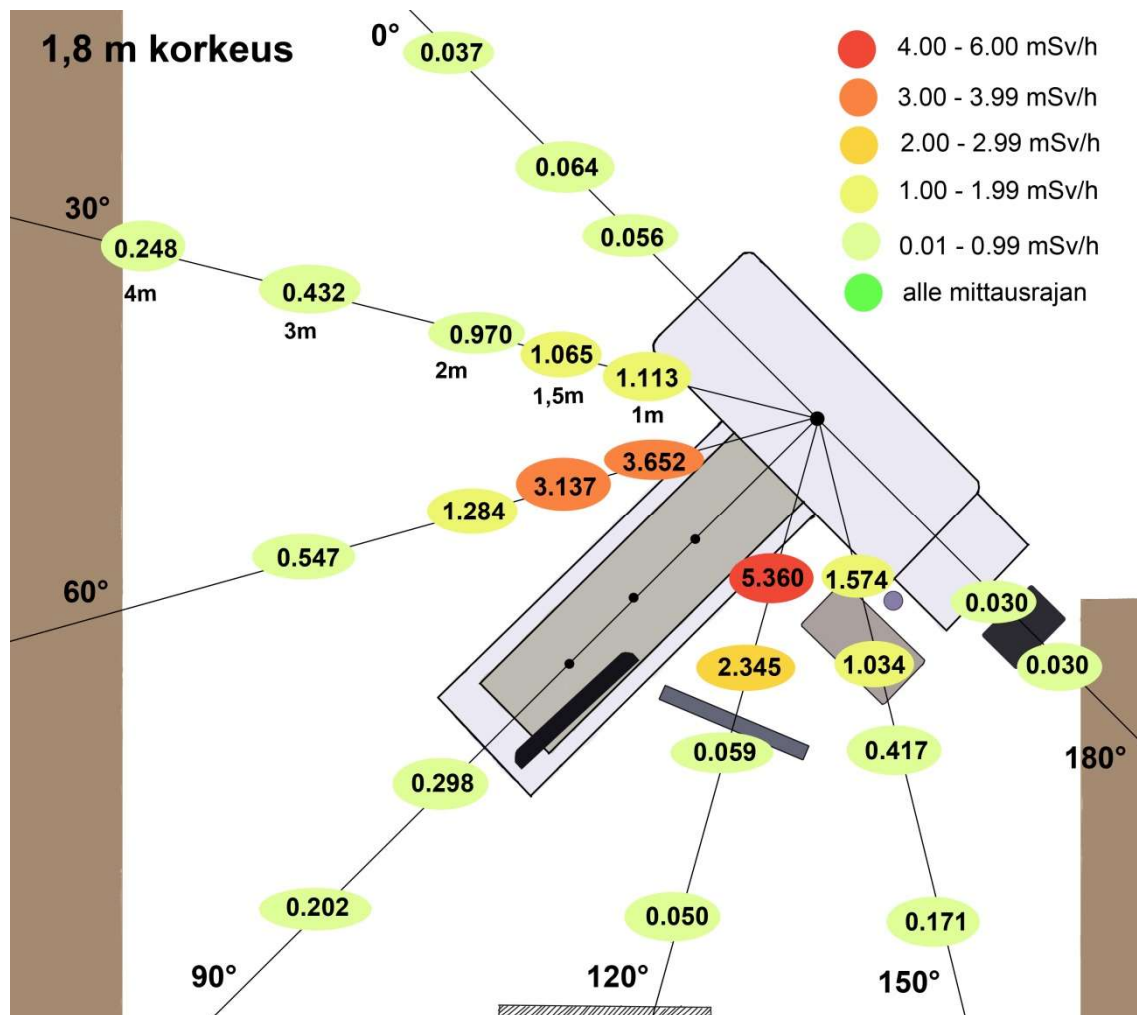 1,8 m korkeus
0°
0.037
4.00 - 6.00 mSv/h
3.00 - 3.99 mSv/h
2.00 - 2.99 mSv/h
1.00 - 1.99 mSv/h
0.01 - 0.99 mSv/h
alle mittausrajan
0.064
0.056
30°
0.248
4m
0.432
3m
0.970
2m
1.065
1,5m
1.113
1m
3.652
3.137
1.284
0.547
60°
5.360
1.574
0.030
2.345
1.034
0.030
0.059
0.417
180°
0.298
0.202
0.050
0.171
90°
120°
150°